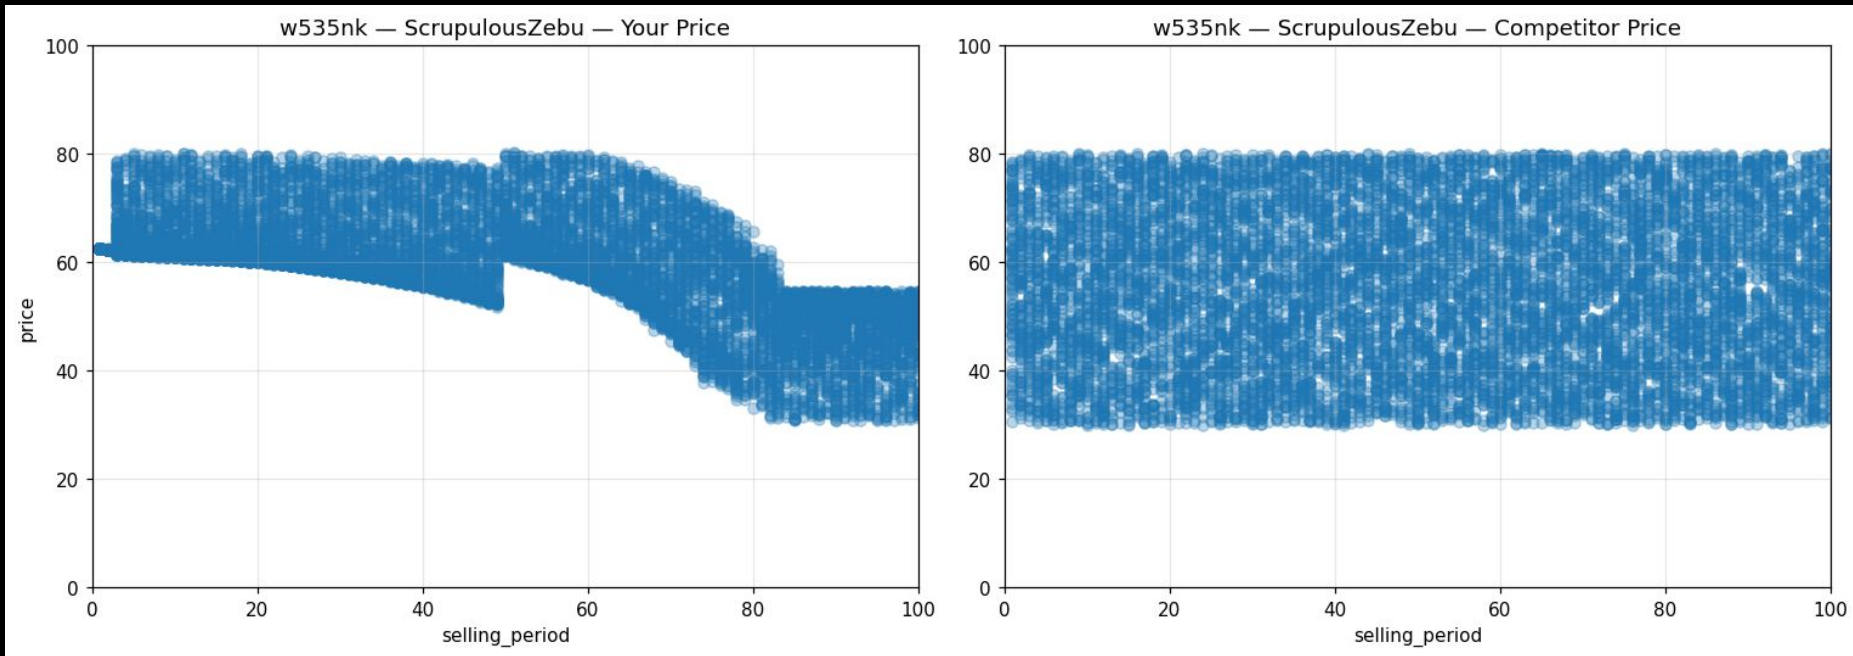 w535nk — ScrupulousZebu — Your Price
100
80
60
40
20
0
price
0 20 40 60 80 100
selling_period
w535nk — ScrupulousZebu — Competitor Price
100
80
60
40
20
0
0 20 40 60 80 100
selling_period